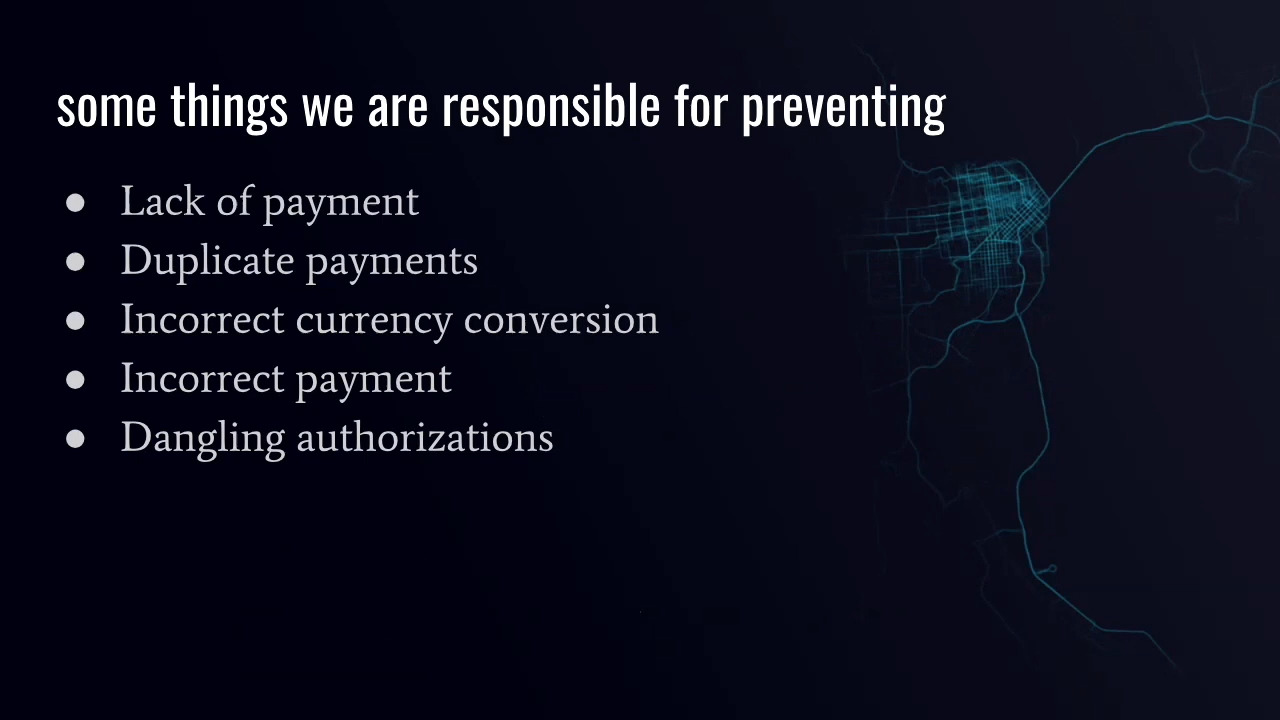 some things we are responsible for preventing
● Lack of payment
● Duplicate payments
● Incorrect currency conversion
● Incorrect payment
● Dangling authorizations